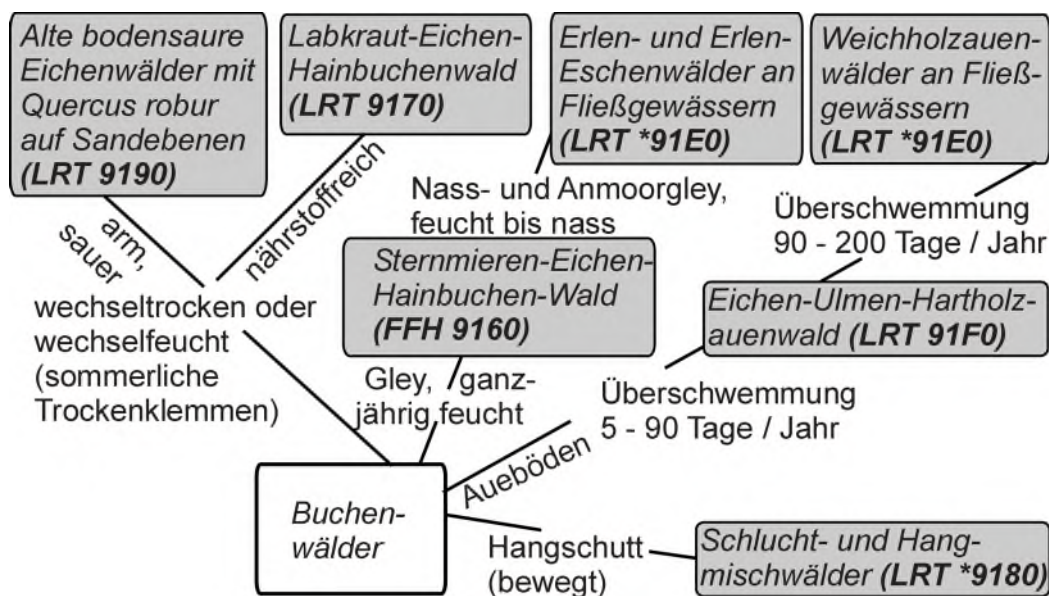 Alte bodensaure
Eichenwälder mit
Quercus robur
auf Sandebenen
(LRT 9190)
Labkraut-Eichen-
Hainbuchenwald
(LRT 9170)
Erlen- und Erlen-
Eschenwälder an
Fließgewässern
(LRT *91E0)
Weichholzauen-
wälder an Fließ-
gewässern
(LRT *91E0)
arm,
sauer
nährstoffreich
Nass- und Anmoorgley,
feucht bis nass
Überschwemmung
90 - 200 Tage / Jahr
wechseltrocken oder
wechselfeucht
(sommerliche
Trockenklemmen)
Sternmieren-Eichen-
Hainbuchen-Wald
(FFH 9160)
Eichen-Ulmen-Hartholz-
auenwald (LRT 91F0)
Gley, ganz-
jährig feucht
Überschwemmung
5 - 90 Tage / Jahr
Aueböden
Buchen-
wälder
Hangschutt
(bewegt)
Schlucht- und Hang-
mischwälder (LRT *9180)